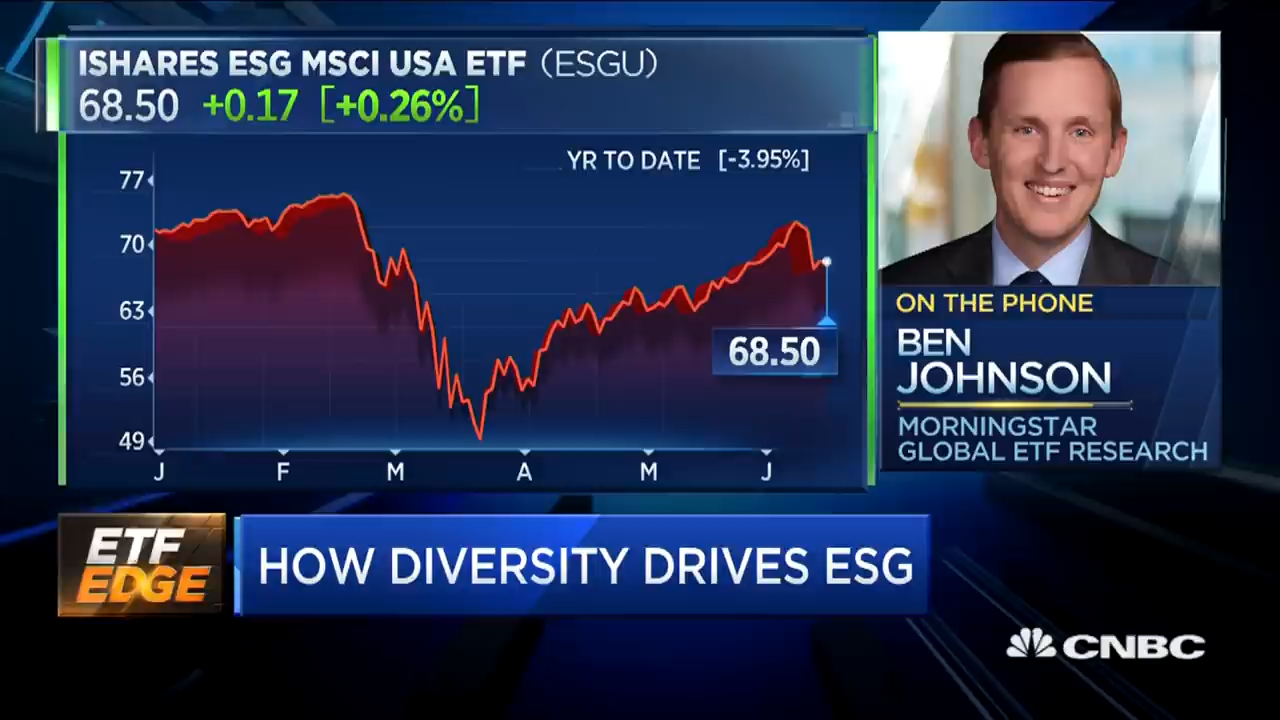 ISHARES ESG MSCI USA ETF (ESGU)
68.50 +0.17 [+0.26%]
YR TO DATE [-3.95%]
77
70
63
56
49
68.50
J F M A M J
ON THE PHONE
BEN
JOHNSON
MORNINGSTAR
GLOBAL ETF RESEARCH
ETF
EDGE
HOW DIVERSITY DRIVES ESG
CNBC